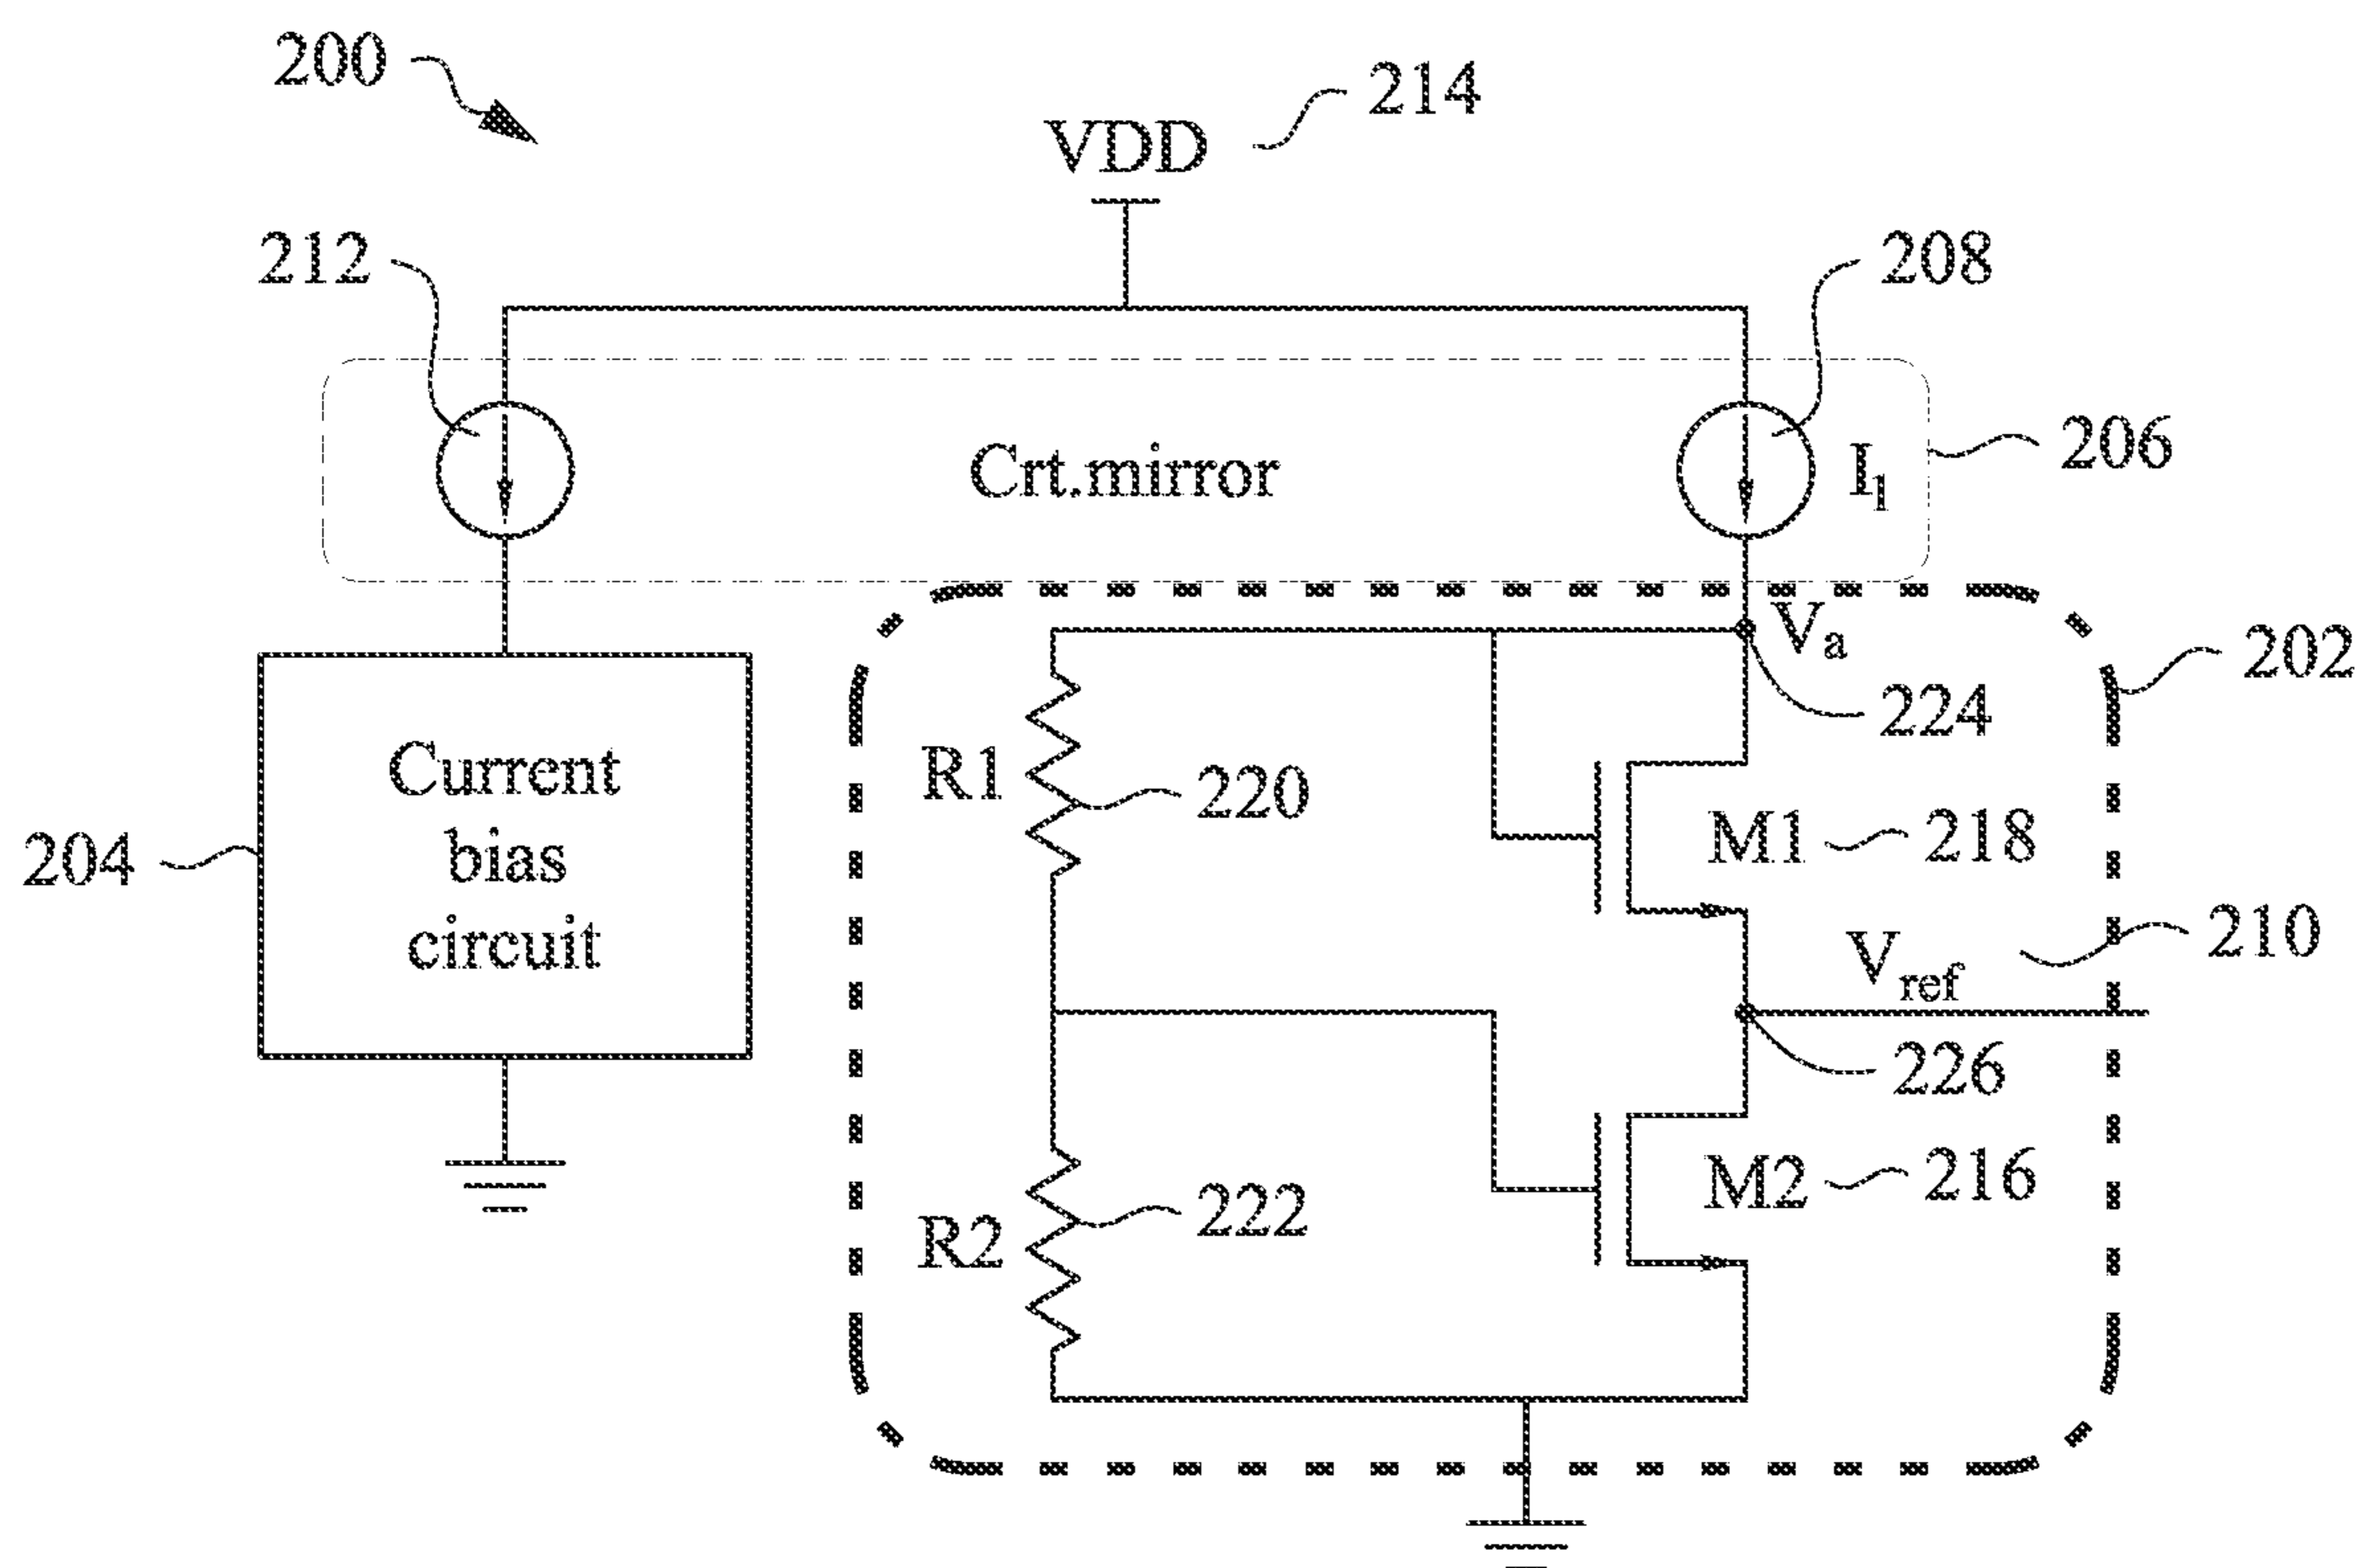 200
214
VDD
212
208
Crt.mirror
I1
206
Va
202
224
Current
bias
circuit
204
R1
220
M1
218
Vref
210
226
R2
222
M2
216